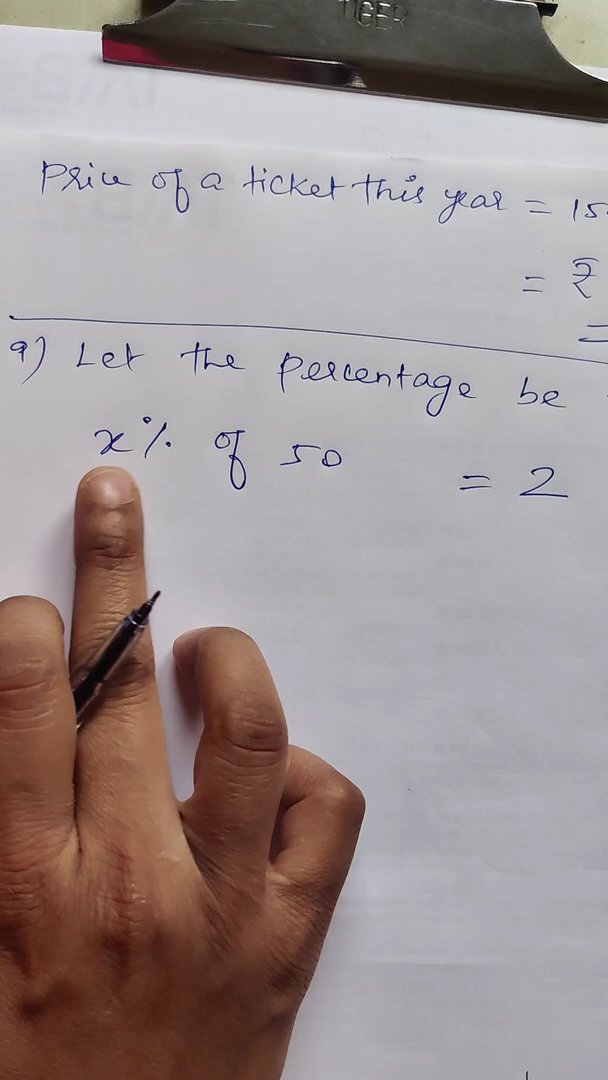 TIGER
Price of a ticket this year = 15
= ₹
=
9) Let the percentage be
x% of 50 = 2